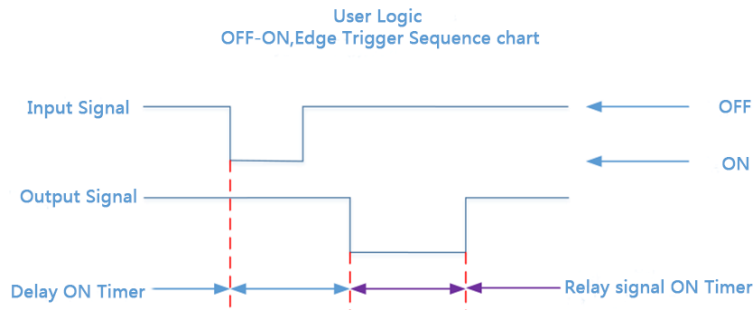 User Logic
OFF-ON,Edge Trigger Sequence chart
Input Signal
OFF
ON
Output Signal
Delay ON Timer
Relay signal ON Timer